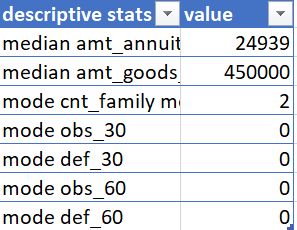 descriptive stats value
median amt_annuit 24939
median amt_goods_ 450000
mode cnt_family m 2
mode obs_30 0
mode def_30 0
mode obs_60 0
mode def_60 0